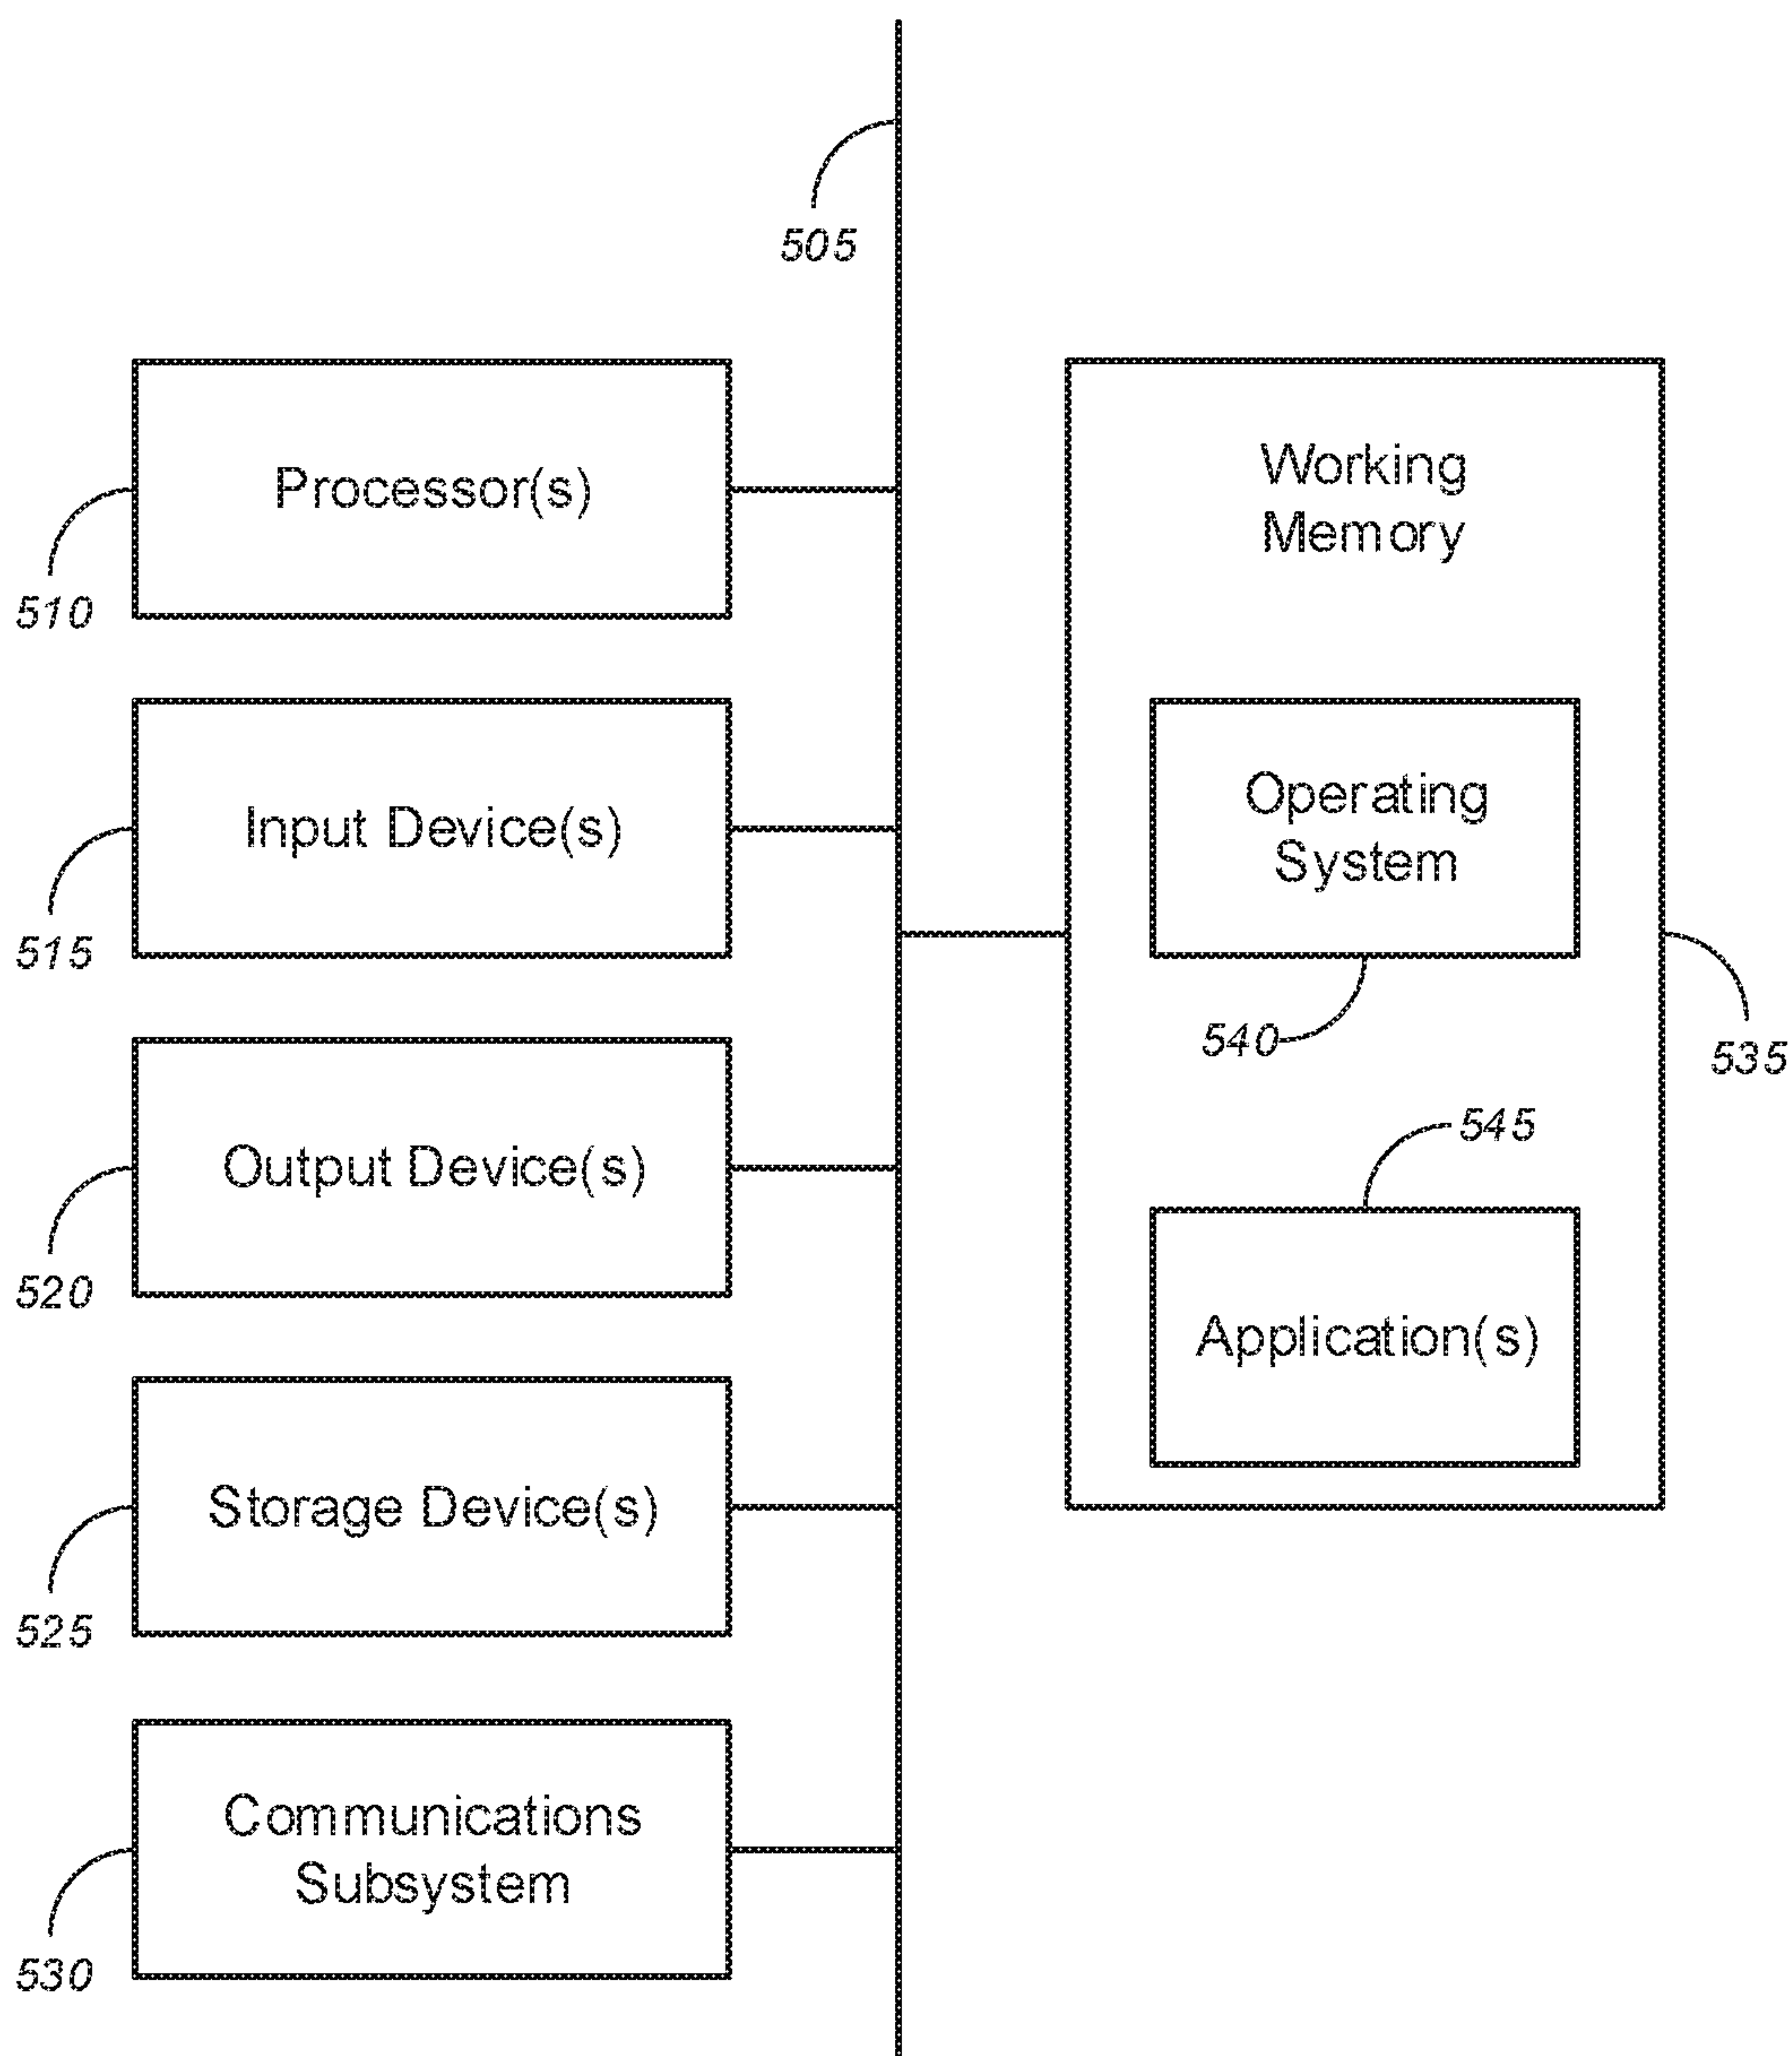 505
Processor(s)
510
Input Device(s)
515
Output Device(s)
520
Storage Device(s)
525
Communications
Subsystem
530
Working
Memory
Operating
System
540
535
545
Application(s)